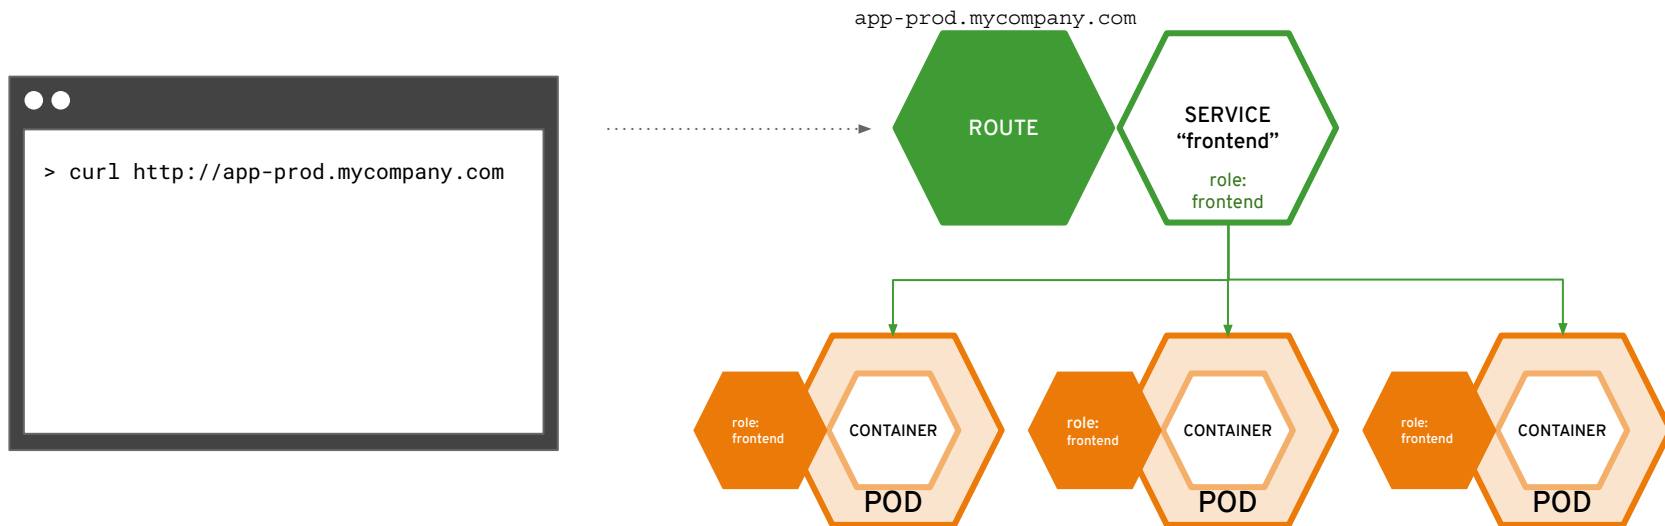 app-prod.mycompany.com
> curl http://app-prod.mycompany.com
ROUTE
SERVICE
“frontend”
role:
frontend
role:
frontend
CONTAINER
POD
role:
frontend
CONTAINER
POD
role:
frontend
CONTAINER
POD